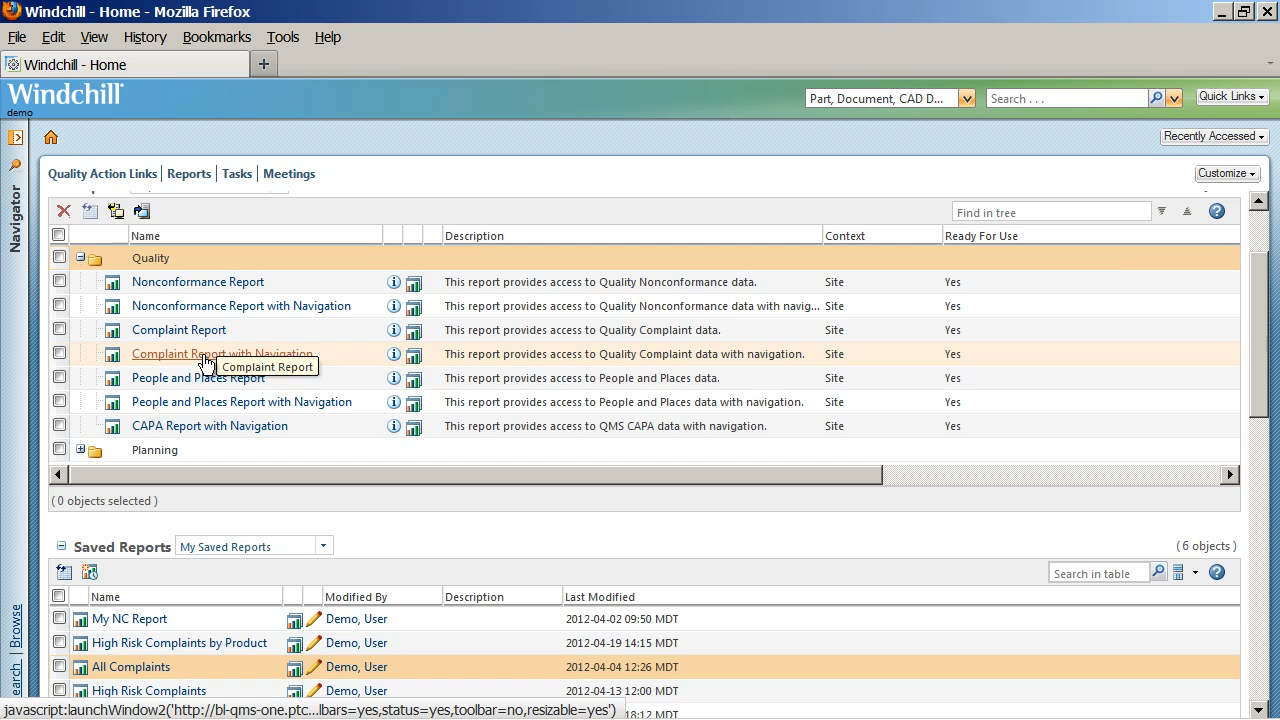 Windchill - Home - Mozilla Firefox
File Edit View History Bookmarks Tools Help
Windchill - Home
Windchill
demo
Part, Document, CAD D...
Search . . .
Quick Links
Recently Accessed
Navigator
Quality Action Links | Reports | Tasks | Meetings
Customize
Find in tree
Name Description Context Ready For Use
Quality
Nonconformance Report This report provides access to Quality Nonconformance data. Site Yes
Nonconformance Report with Navigation This report provides access to Quality Nonconformance data with navig... Site Yes
Complaint Report This report provides access to Quality Complaint data. Site Yes
Complaint Report with Navigation This report provides access to Quality Complaint data with navigation. Site Yes
Complaint Report
People and Places Report This report provides access to People and Places data. Site Yes
People and Places Report with Navigation This report provides access to People and Places data with navigation. Site Yes
CAPA Report with Navigation This report provides access to QMS CAPA data with navigation. Site Yes
Planning
( 0 objects selected )
Saved Reports My Saved Reports ( 6 objects )
Search in table
Name Modified By Description Last Modified
My NC Report Demo, User 2012-04-02 09:50 MDT
High Risk Complaints by Product Demo, User 2012-04-19 14:15 MDT
All Complaints Demo, User 2012-04-04 12:26 MDT
High Risk Complaints Demo, User 2012-04-13 12:00 MDT
18:12 MDT
earch | Browse
javascript:launchWindow2('http://bl-qms-one.ptc...lbars=yes,status=yes,toolbar=no,resizable=yes')